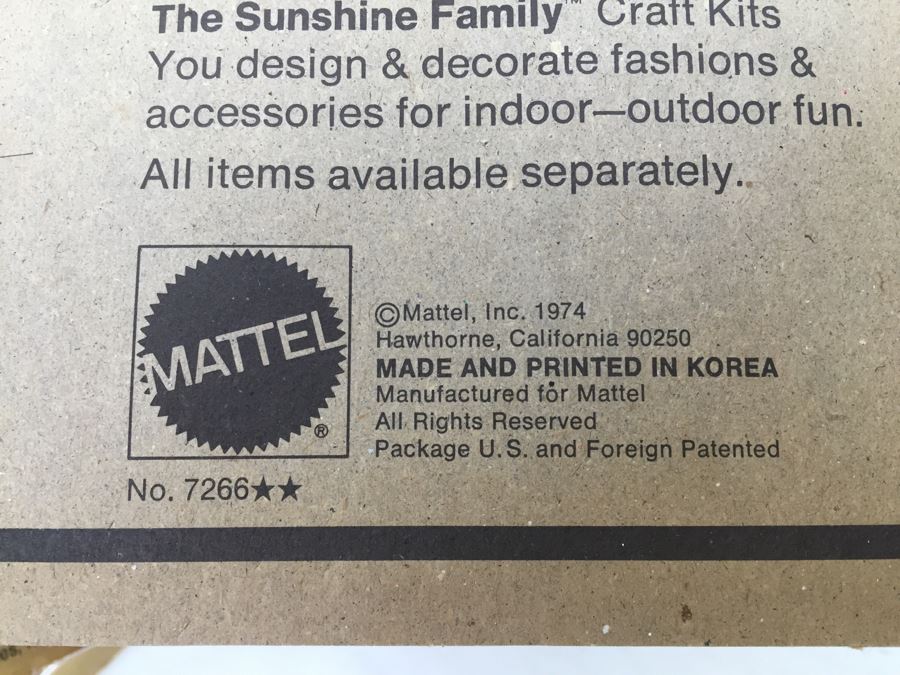 The Sunshine Family™ Craft Kits
You design & decorate fashions &
accessories for indoor—outdoor fun.
All items available separately.
MATTEL
®
©Mattel, Inc. 1974
Hawthorne, California 90250
MADE AND PRINTED IN KOREA
Manufactured for Mattel
All Rights Reserved
Package U.S. and Foreign Patented
No. 7266★★